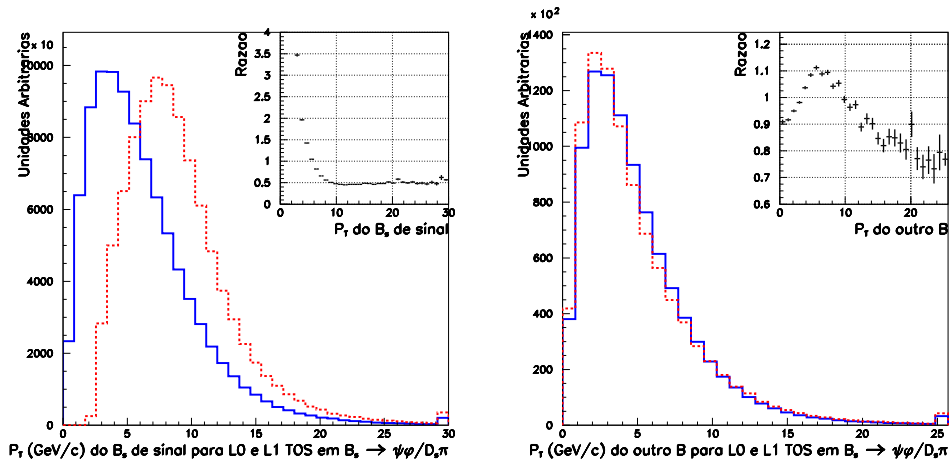 x 10
Unidades Arbitrarias
10000
8000
6000
4000
2000
0
0 5 10 15 20 25 30
P_T (GeV/c) do B_s de sinal para L0 e L1 TOS em B_s → ψφ/D_sπ
Razao
4
3.5
3
2.5
2
1.5
1
0.5
0
0 10 20 30
P_T do B_s de sinal
x 10²
Unidades Arbitrarias
1400
1200
1000
800
600
400
200
0
0 5 10 15 20 25
P_T (GeV/c) do outro B para L0 e L1 TOS em B_s → ψφ/D_sπ
Razao
1.2
1.1
1
0.9
0.8
0.7
0.6
0 10 20
P_T do outro B